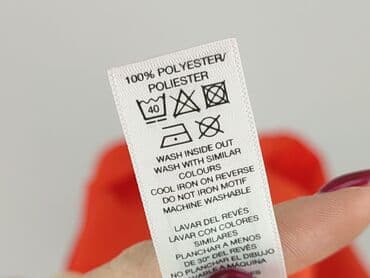 100% POLYESTER/
POLIESTER
40
WASH INSIDE OUT
WASH WITH SIMILAR
COLOURS
COOL IRON ON REVERSE
DO NOT IRON MOTIF
MACHINE WASHABLE
LAVAR DEL REVÉS
LAVAR CON COLORES
SIMILARES
PLANCHAR A MENOS
DE 30º DEL REVÉS
NO PLANCHAR EL DIBUJO
A MAQUINA